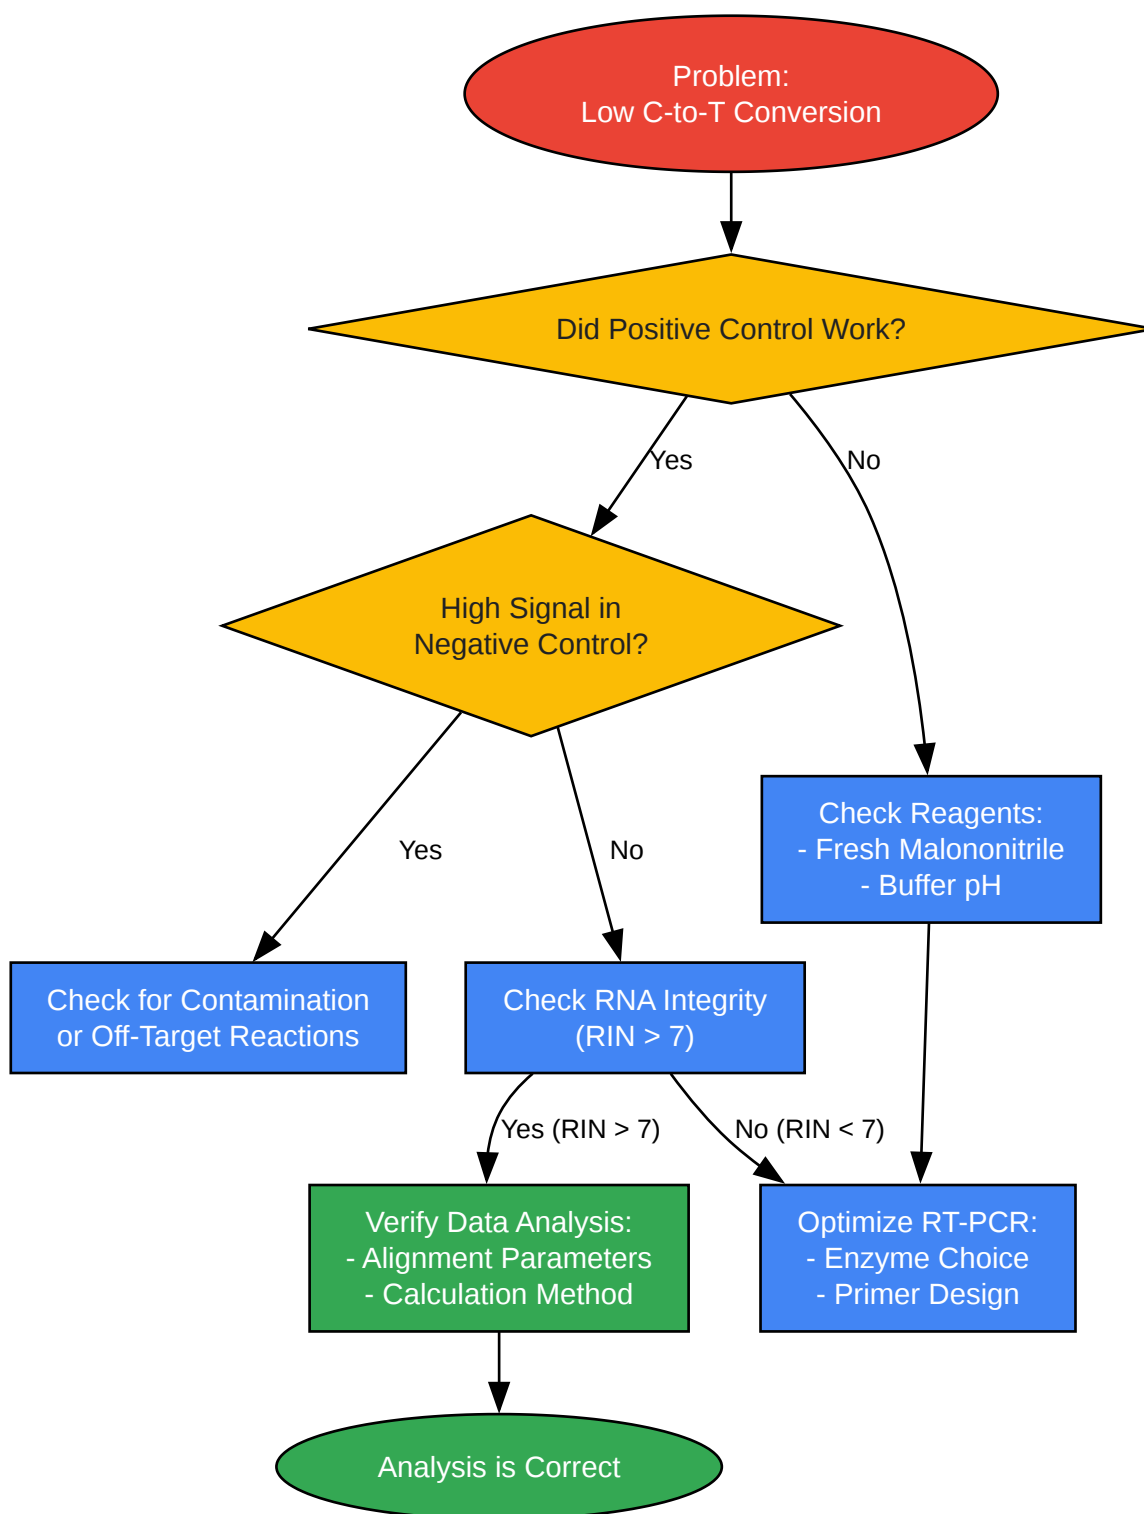 Problem:
Low C-to-T Conversion
Did Positive Control Work?
Yes
No
High Signal in
Negative Control?
Check Reagents:
- Fresh Malononitrile
- Buffer pH
Yes
No
Check for Contamination
or Off-Target Reactions
Check RNA Integrity
(RIN > 7)
Yes (RIN > 7)
No (RIN < 7)
Verify Data Analysis:
- Alignment Parameters
- Calculation Method
Optimize RT-PCR:
- Enzyme Choice
- Primer Design
Analysis is Correct